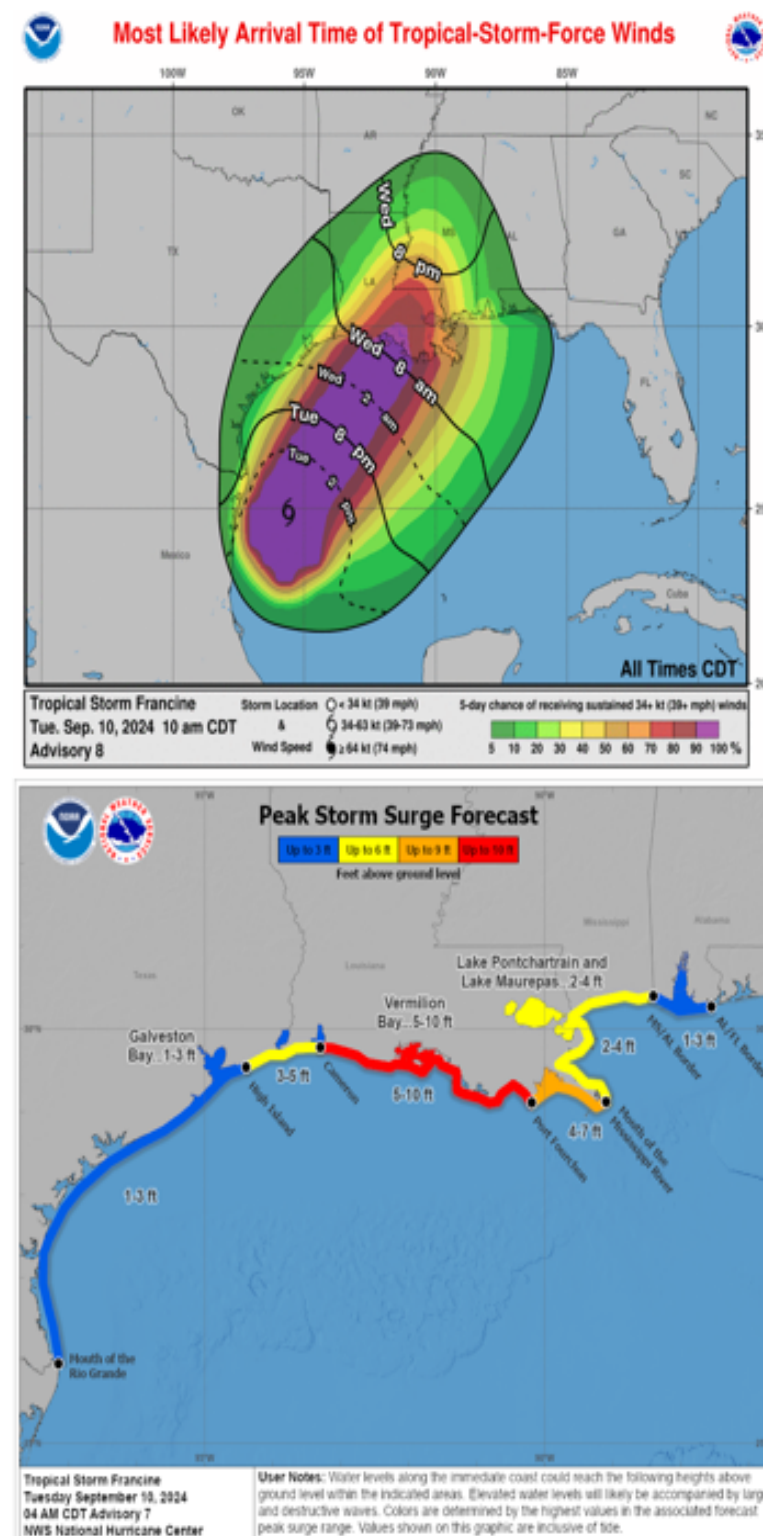 Most Likely Arrival Time of Tropical-Storm-Force Winds
100W 95W 90W 85W
OK
AR
NC
SC
TX
LA
MS
AL
GA
FL
Mexico
Cuba
Wed
8 pm
Wed 8 am
Wed 2 am
Tue 8 pm
Tue 2 pm
All Times CDT
Tropical Storm Francine
Tue. Sep. 10, 2024 10 am CDT
Advisory 8
Storm Location
&
Wind Speed
< 34 kt (39 mph)
34-63 kt (39-73 mph)
≥ 64 kt (74 mph)
5-day chance of receiving sustained 34+ kt (39+ mph) winds
5 10 20 30 40 50 60 70 80 90 100 %
Peak Storm Surge Forecast
Up to 3 ft Up to 6 ft Up to 9 ft Up to 10 ft
Feet above ground level
Texas
Louisiana
Mississippi
Alabama
Lake Pontchartrain and
Lake Maurepas...2-4 ft
Vermilion
Bay...5-10 ft
Galveston
Bay...1-3 ft
High Island
3-5 ft
Cameron
5-10 ft
Port Fourchon
4-7 ft
Mouth of the
Mississippi River
2-4 ft
MS/AL Border
1-3 ft
AL/FL Border
1-3 ft
Mouth of the
Rio Grande
Tropical Storm Francine
Tuesday September 10, 2024
04 AM CDT Advisory 7
NWS National Hurricane Center
User Notes: Water levels along the immediate coast could reach the following heights above
ground level within the indicated areas. Elevated water levels will likely be accompanied by larg
and destructive waves. Colors are determined by the highest values in the associated forecast
peak surge range. Values shown on this graphic are inclusive of tide.